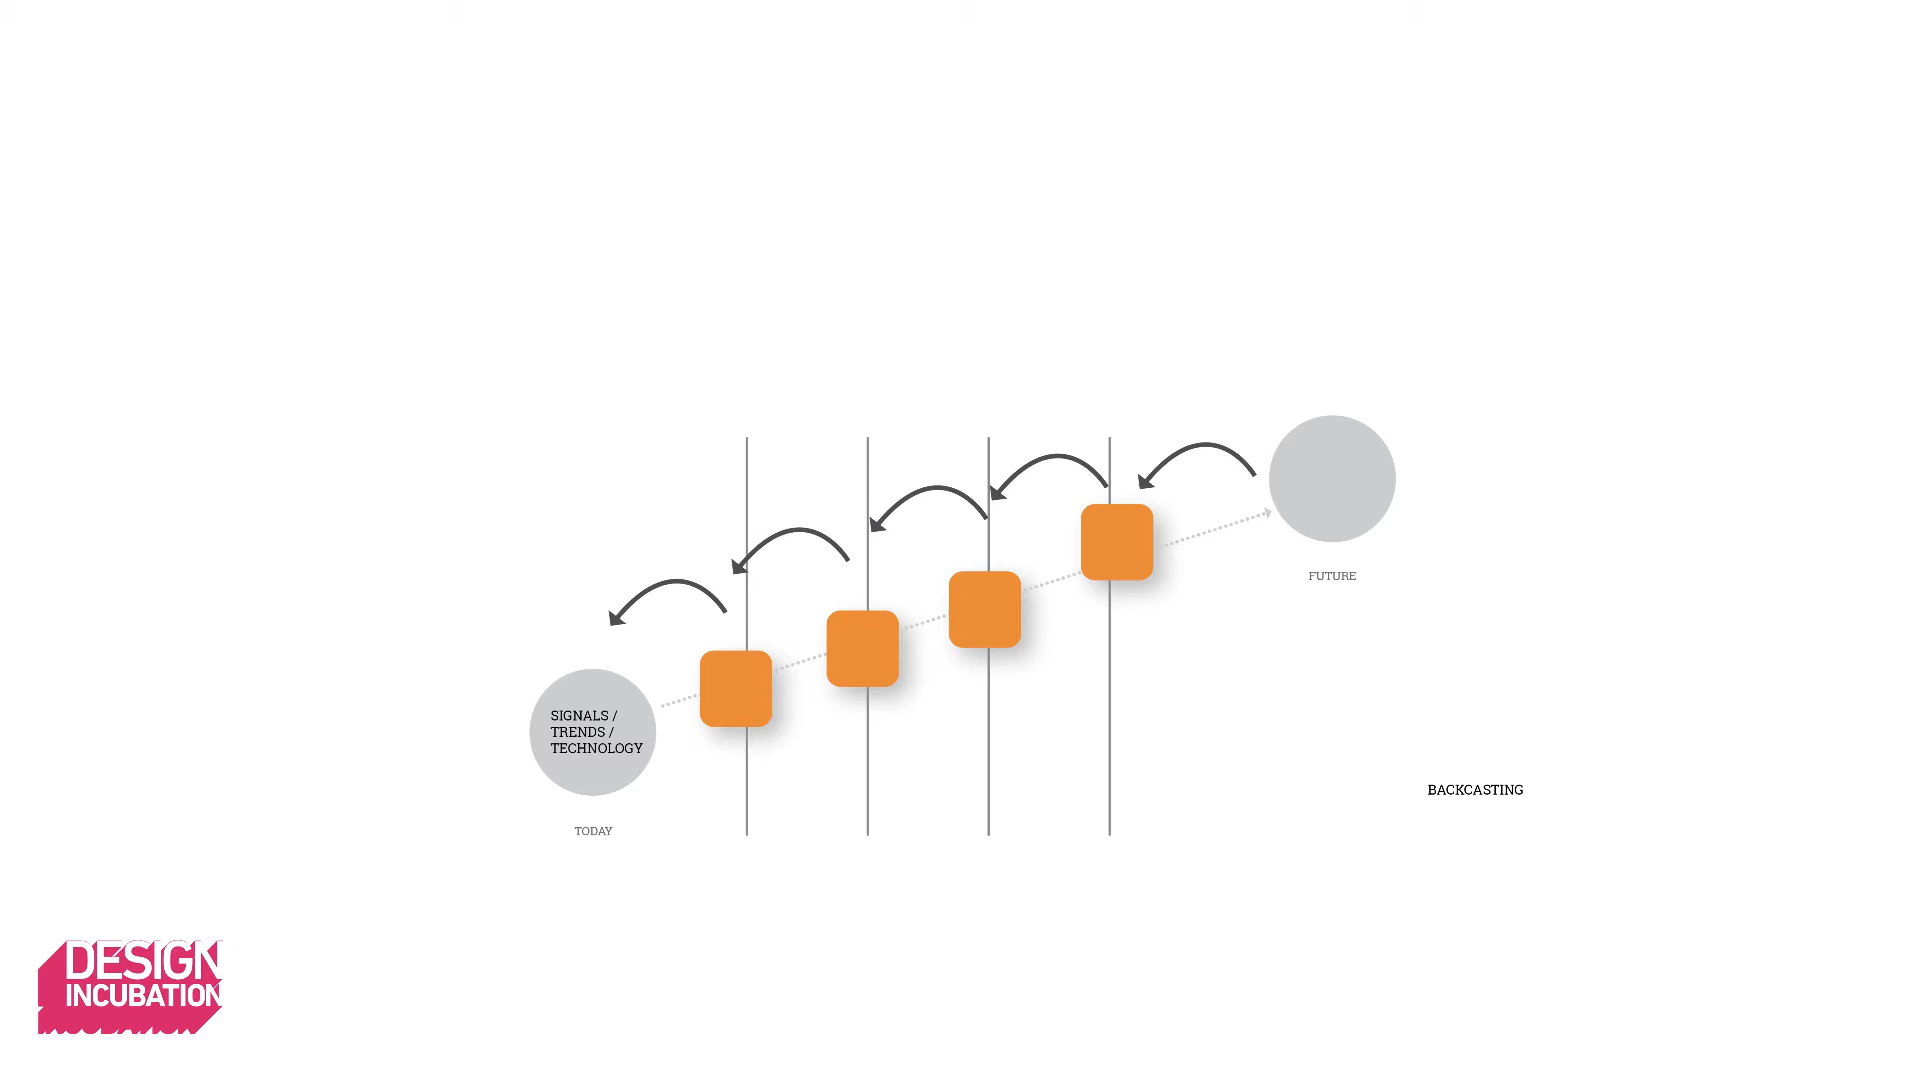 FUTURE
SIGNALS /
TRENDS /
TECHNOLOGY
BACKCASTING
TODAY
DESIGN
INCUBATION